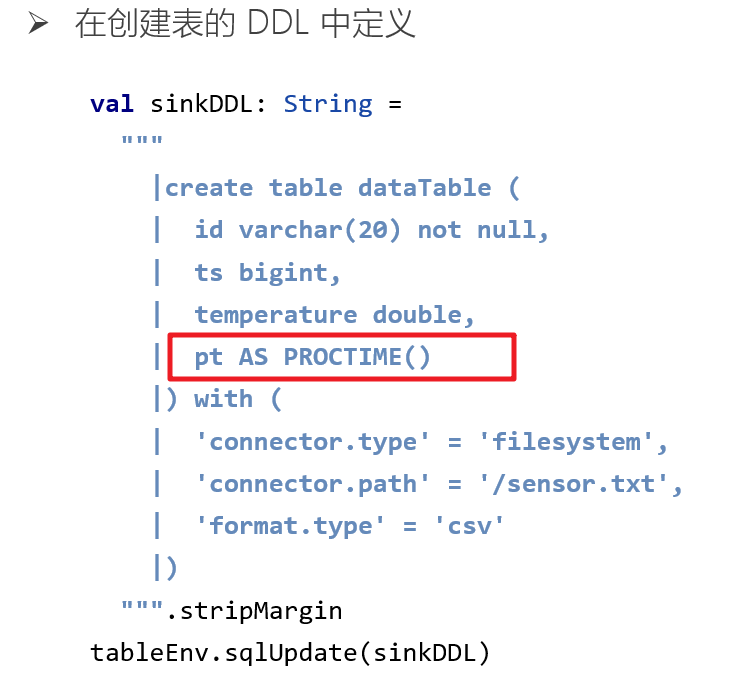 ➢ 在创建表的 DDL 中定义
val sinkDDL: String =
  """
    |create table dataTable (
    |  id varchar(20) not null,
    |  ts bigint,
    |  temperature double,
    |  pt AS PROCTIME()
    |) with (
    |  'connector.type' = 'filesystem',
    |  'connector.path' = '/sensor.txt',
    |  'format.type' = 'csv'
    |)
  """.stripMargin
tableEnv.sqlUpdate(sinkDDL)